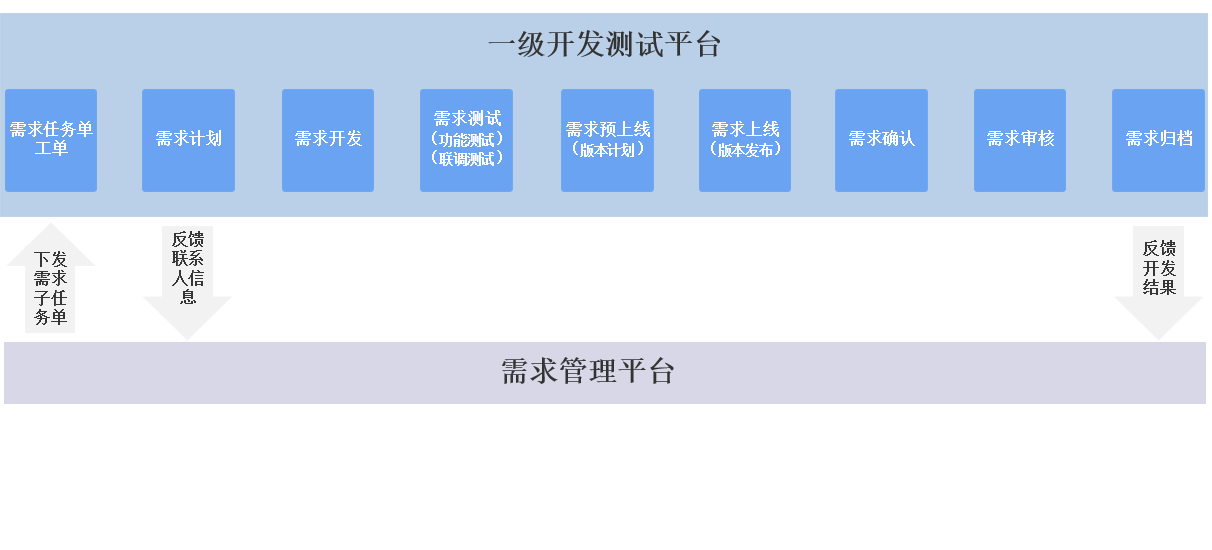 一级开发测试平台
需求任务单
工单
需求计划
需求开发
需求测试
（功能测试）
（联调测试）
需求预上线
（版本计划）
需求上线
（版本发布）
需求确认
需求审核
需求归档
下发
需求
子任
务单
反馈
联系
人信
息
反馈
开发
结果
需求管理平台